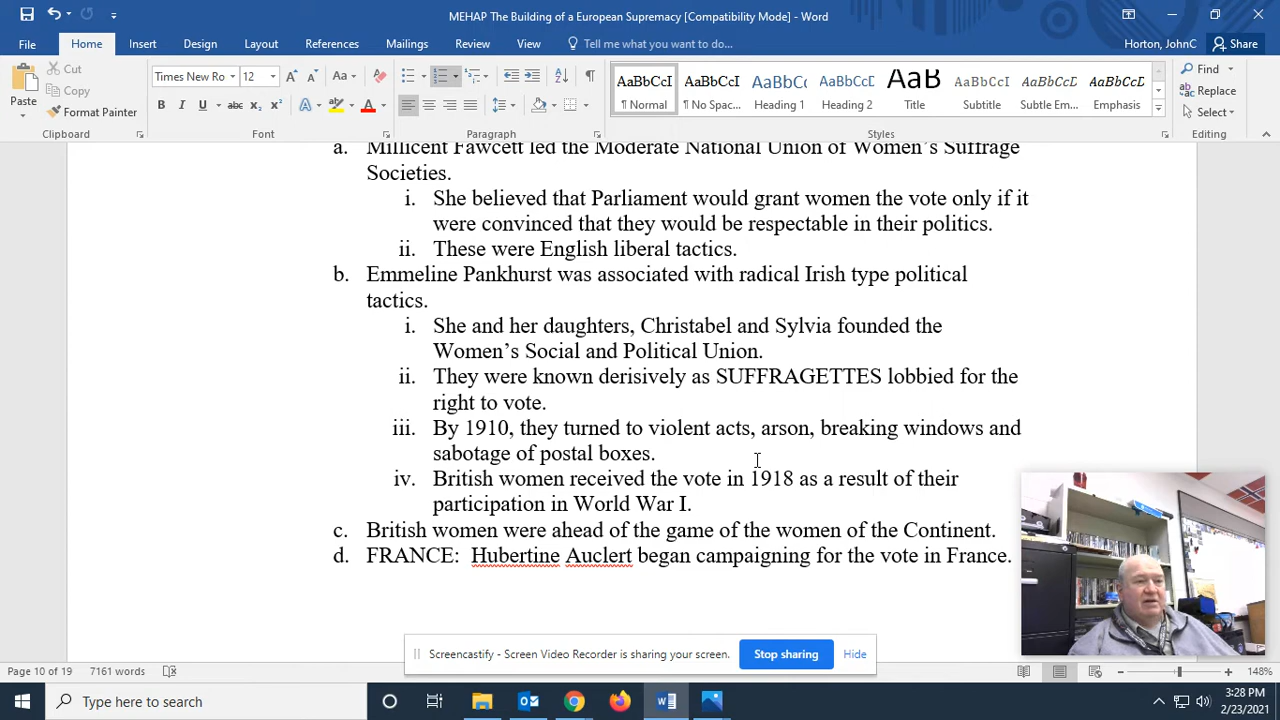 MEHAP The Building of a European Supremacy [Compatibility Mode] - Word
File Home Insert Design Layout References Mailings Review View Tell me what you want to do... Horton, JohnC Share
Paste Cut Copy Format Painter
Times New Ro 12 Aa
AaBbCcI AaBbCcI AaBbCc AaBbCcI AaB AaBbCcI AaBbCcI AaBbCcI
¶ Normal ¶ No Spac... Heading Heading 2 Title Subtitle Subtle Em... Emphasis
Find Replace Select
Clipboard Font Paragraph Styles Editing
a. Millicent Fawcett led the Moderate National Union of Women's Suffrage
Societies.
i. She believed that Parliament would grant women the vote only if it
were convinced that they would be respectable in their politics.
ii. These were English liberal tactics.
b. Emmeline Pankhurst was associated with radical Irish type political
tactics.
i. She and her daughters, Christabel and Sylvia founded the
Women's Social and Political Union.
ii. They were known derisively as SUFFRAGETTES lobbied for the
right to vote.
iii. By 1910, they turned to violent acts, arson, breaking windows and
sabotage of postal boxes.
iv. British women received the vote in 1918 as a result of their
participation in World War I.
c. British women were ahead of the game of the women of the Continent.
d. FRANCE: Hubertine Auclert began campaigning for the vote in France.
Screencastify - Screen Video Recorder is sharing your screen. Stop sharing Hide
Page 10 of 19 7161 words 148%
Type here to search
3:28 PM
2/23/2021